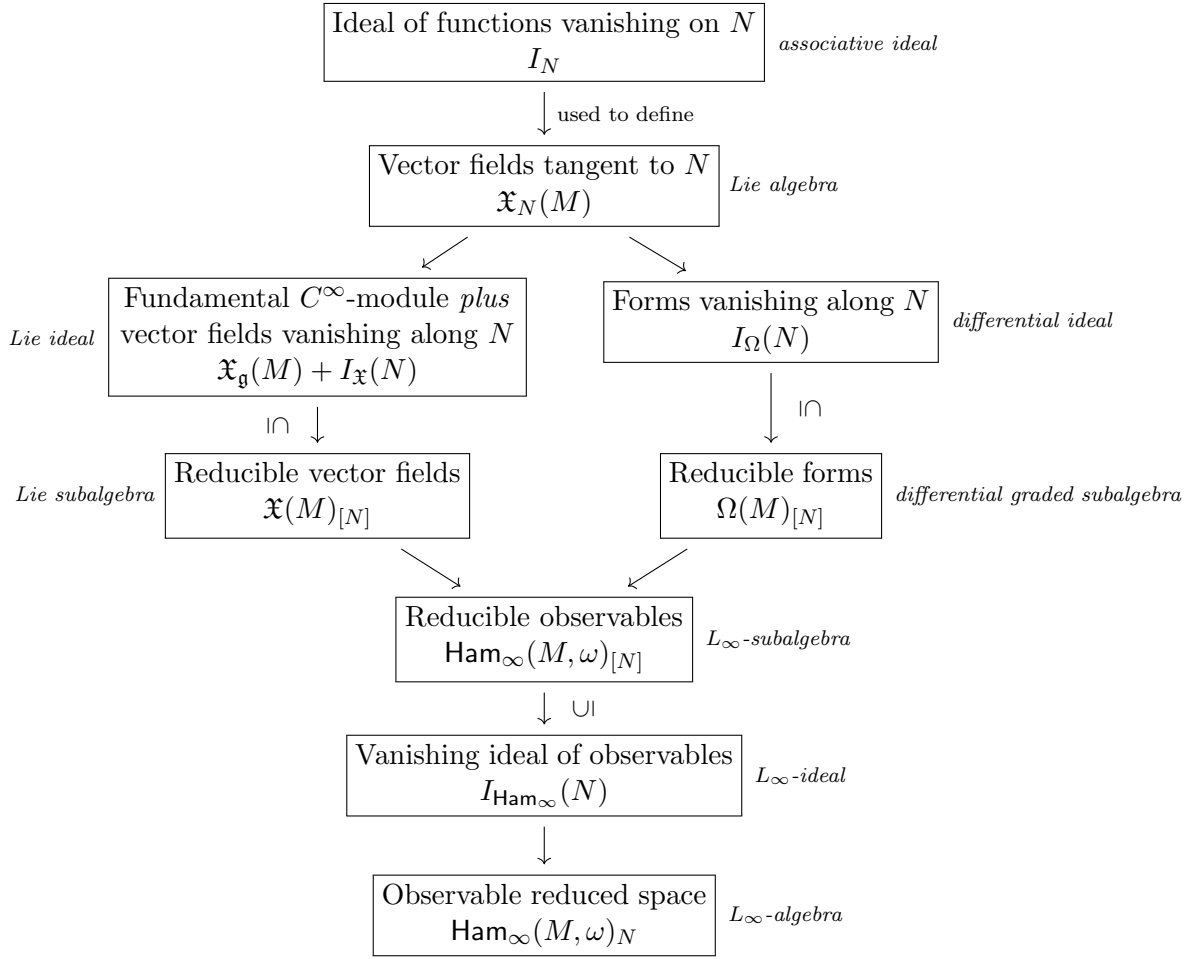 Ideal of functions vanishing on N
I_N
associative ideal
used to define
Vector fields tangent to N
𝔛_N(M)
Lie algebra
Lie ideal
Fundamental C^∞-module plus
vector fields vanishing along N
𝔛_𝔤(M) + I_𝔛(N)
Forms vanishing along N
I_Ω(N)
differential ideal
I∩
I∩
Lie subalgebra
Reducible vector fields
𝔛(M)_[N]
Reducible forms
Ω(M)_[N]
differential graded subalgebra
Reducible observables
Ham_∞(M, ω)_[N]
L_∞-subalgebra
∪I
Vanishing ideal of observables
I_{Ham_∞}(N)
L_∞-ideal
Observable reduced space
Ham_∞(M, ω)_N
L_∞-algebra